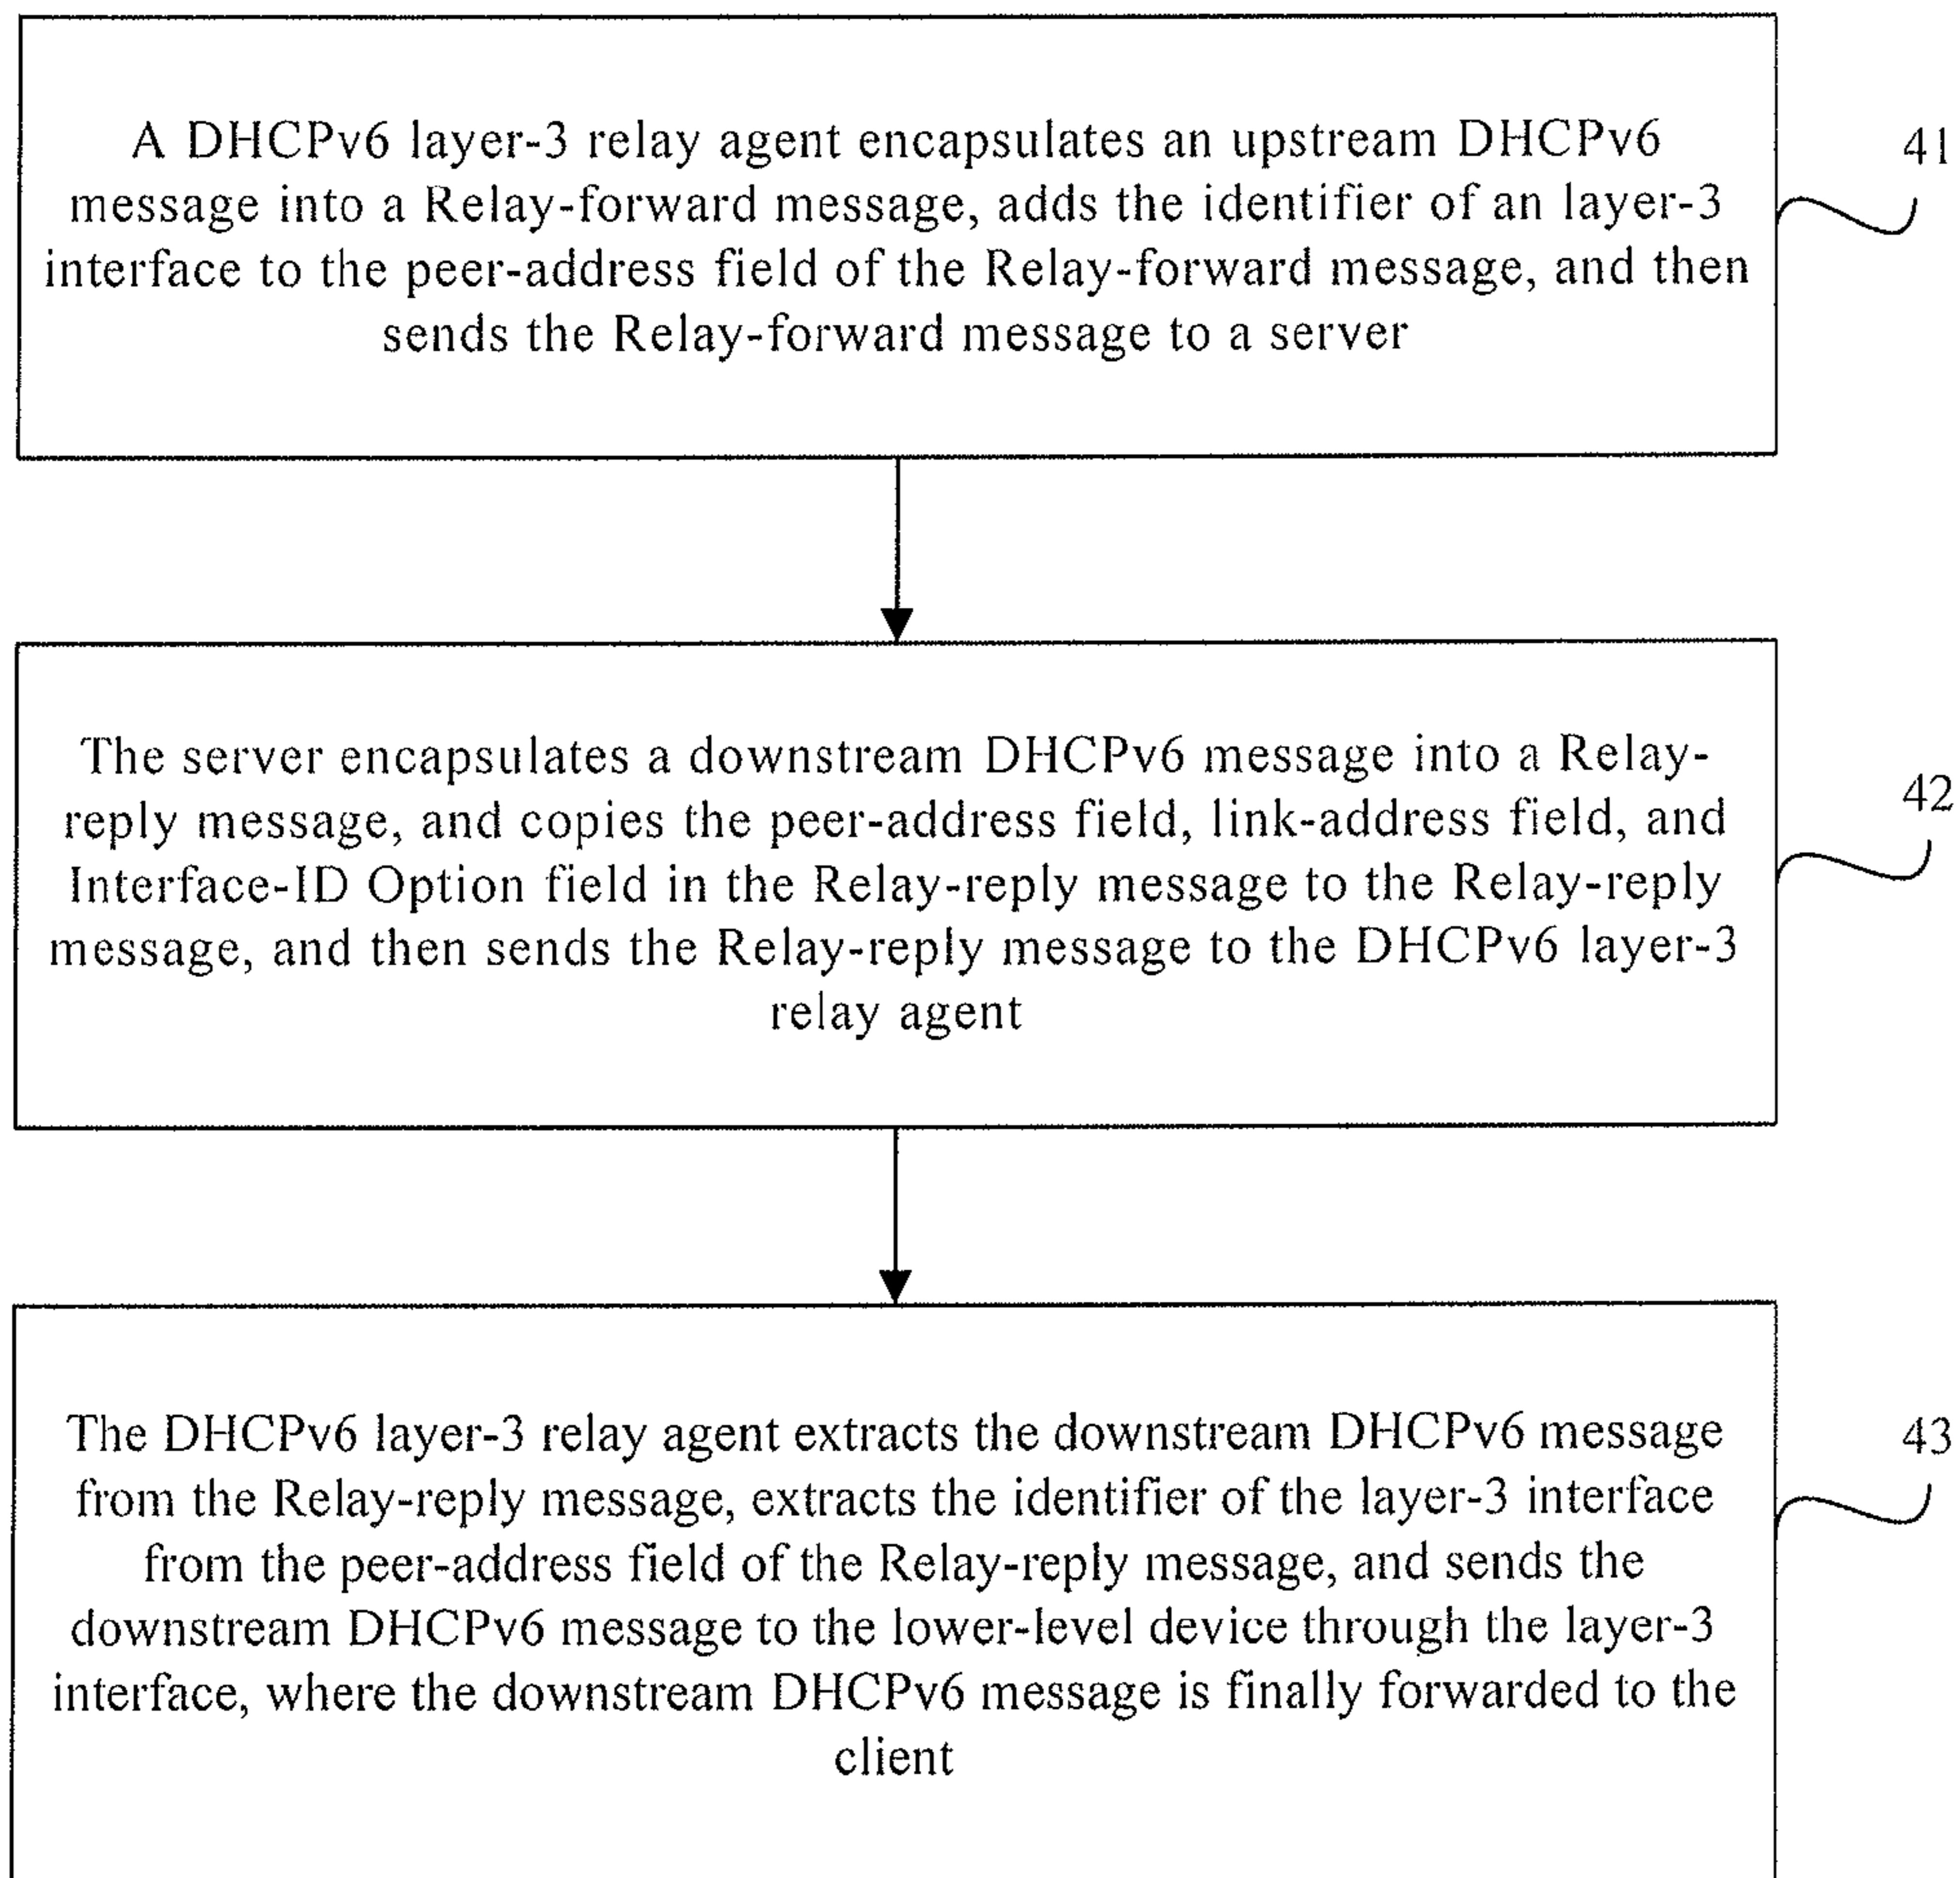 A DHCPv6 layer-3 relay agent encapsulates an upstream DHCPv6
message into a Relay-forward message, adds the identifier of an layer-3
interface to the peer-address field of the Relay-forward message, and then
sends the Relay-forward message to a server
41
The server encapsulates a downstream DHCPv6 message into a Relay-
reply message, and copies the peer-address field, link-address field, and
Interface-ID Option field in the Relay-reply message to the Relay-reply
message, and then sends the Relay-reply message to the DHCPv6 layer-3
relay agent
42
The DHCPv6 layer-3 relay agent extracts the downstream DHCPv6 message
from the Relay-reply message, extracts the identifier of the layer-3 interface
from the peer-address field of the Relay-reply message, and sends the
downstream DHCPv6 message to the lower-level device through the layer-3
interface, where the downstream DHCPv6 message is finally forwarded to the
client
43